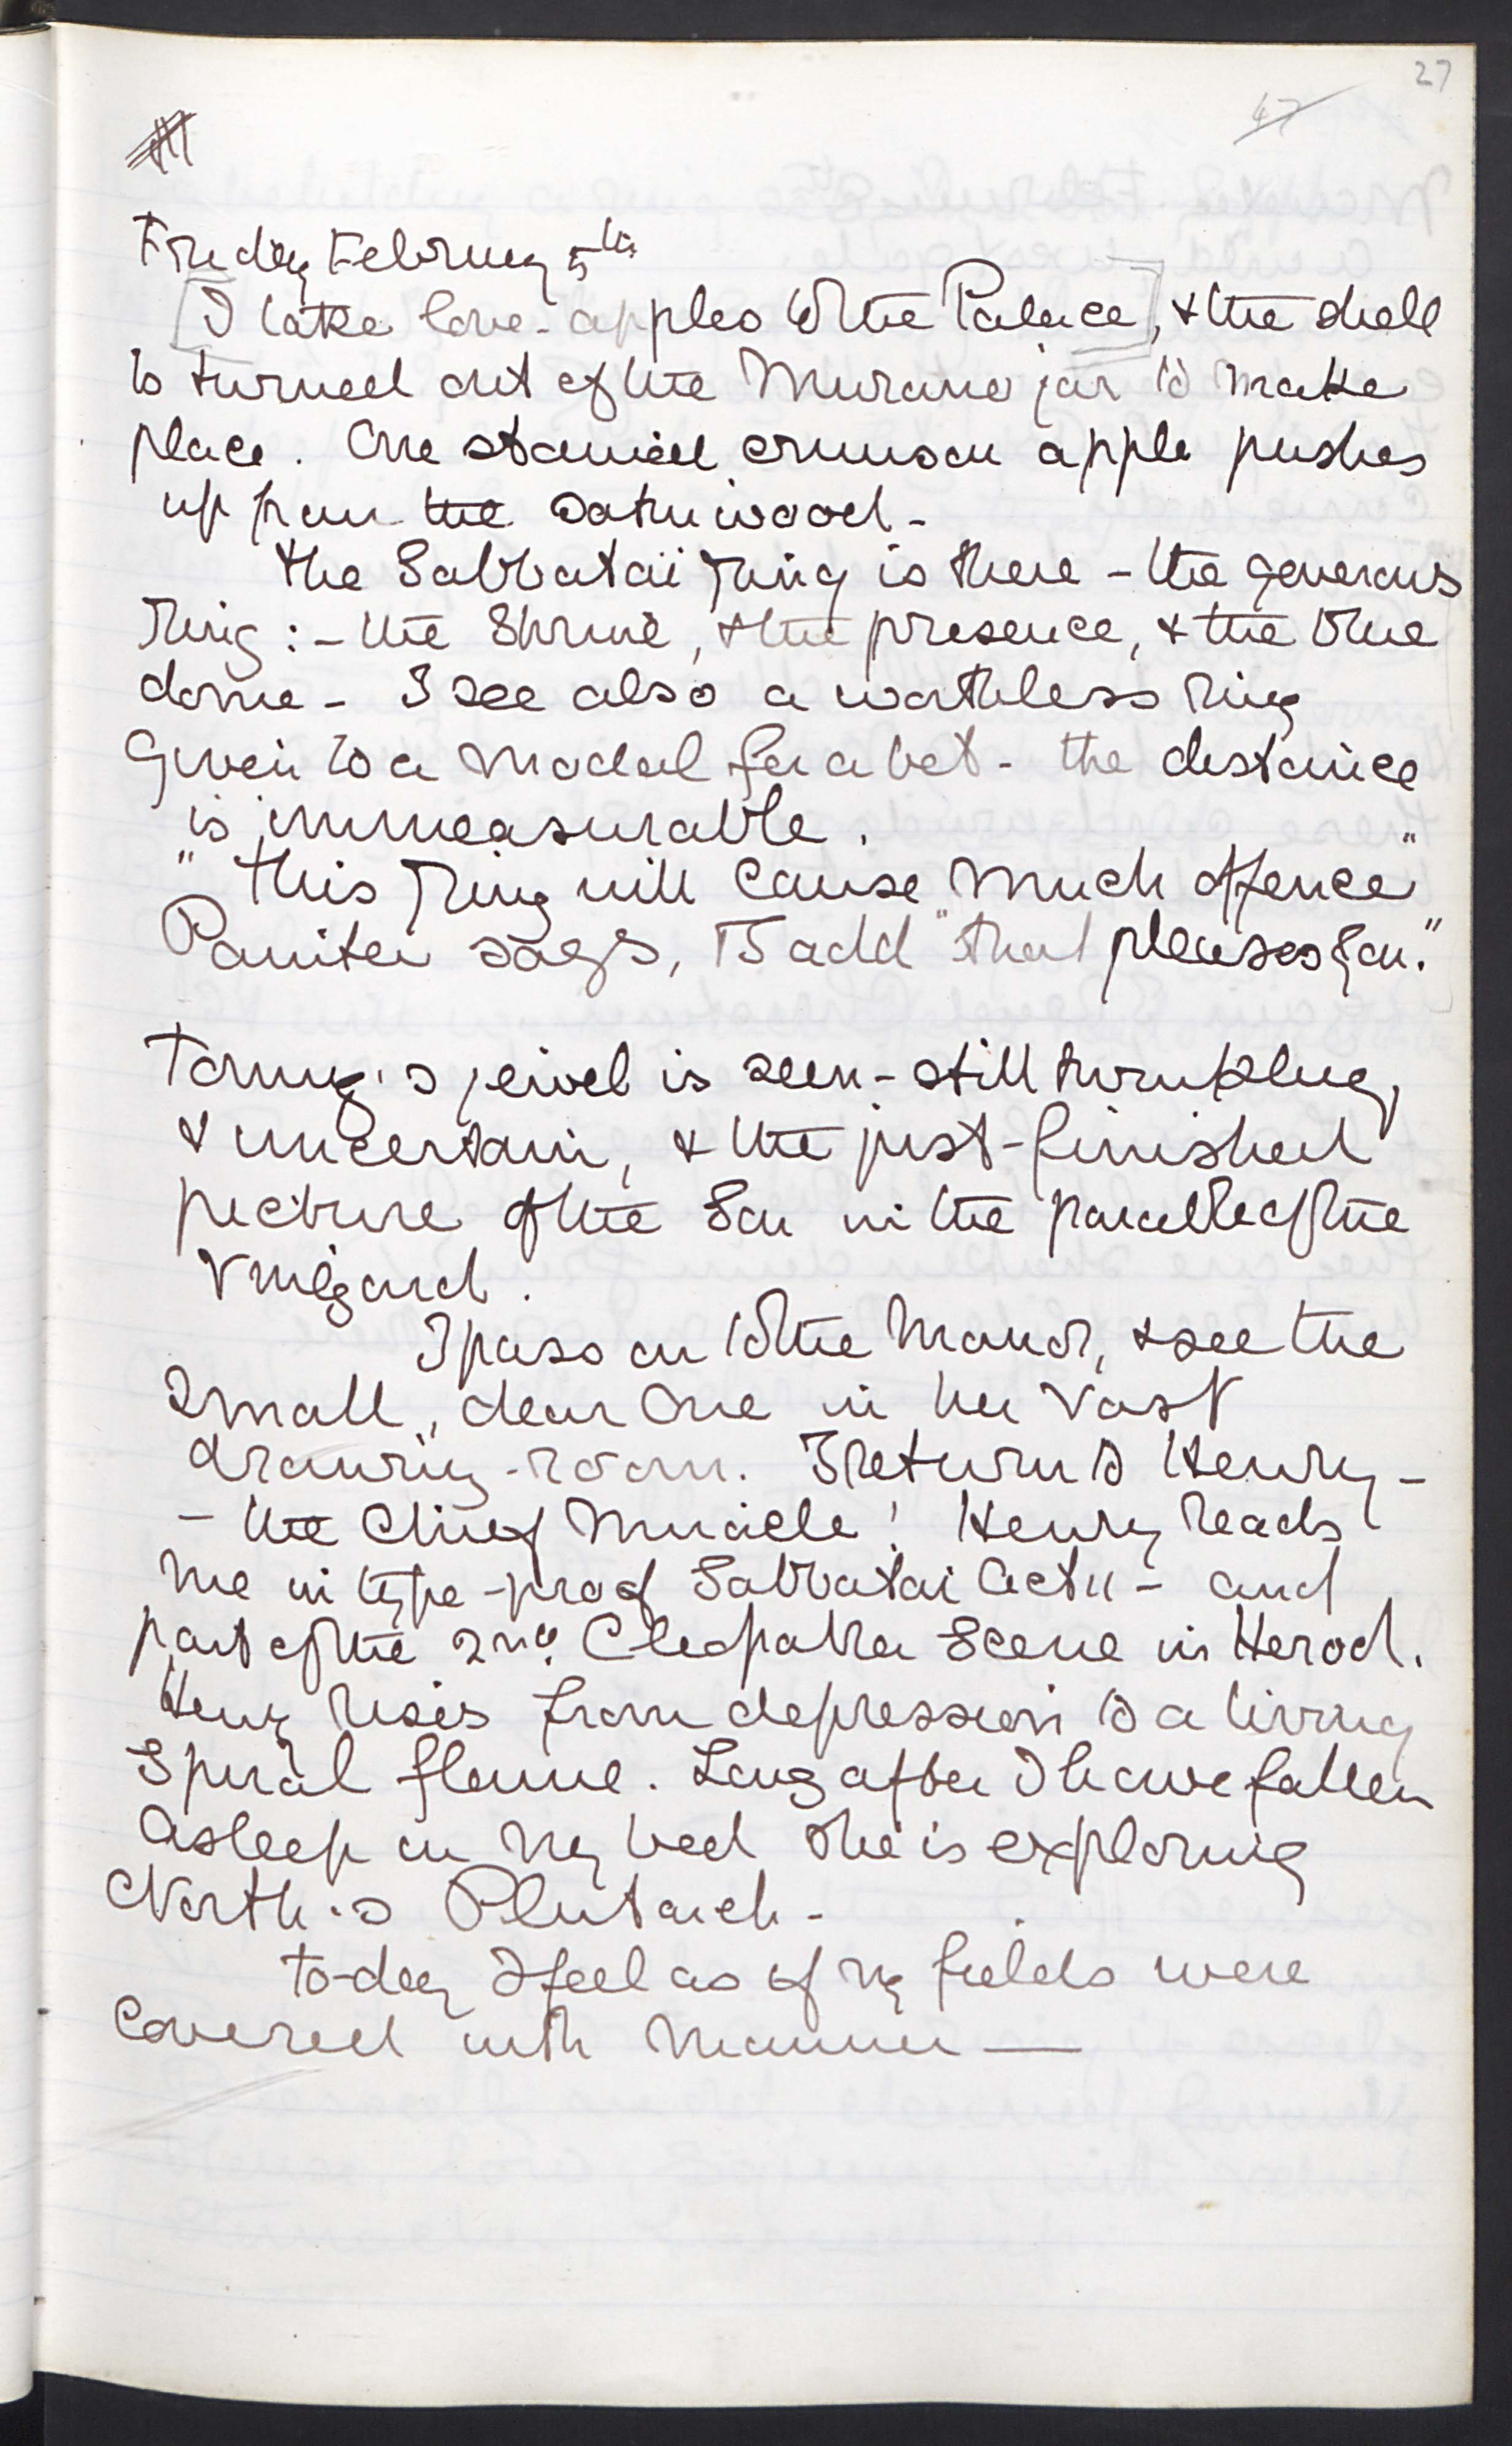 27
47
Friday February 5th
[I take love-apples to the Palace], & the shell
is turned out of the Murano jar to make
place. One stained crimson apple pushes
up from the satinwood -
The Sabbatai ring is there - the generous
Ring: - the Shrine, & the presence, & the blue
dome - I see also a worthless ring
Given to a model for a bet - the distance
is immeasurable.
"This Ring will cause much offence"
Painter says, & I add "that pleases you."
Tommy's jewel is seen - still twinkling,
& uncertain, & the just-finished
picture of the Son in the parable of the
Vineyard.
I pass on to the Manor, & see the
Small, dear One in her vast
drawing-room. I return to Henry -
- the Chief Miracle! Henry reads
me in type-proof Sabbatai Act II - and
part of the 2nd. Cleopatra Scene in Herod.
Henry rises from depression to a living
Spiral flame. Long after I have fallen
Asleep in my bed she is exploring
North's Plutarch -
To-day I feel as if my fields were
Covered with Manna —